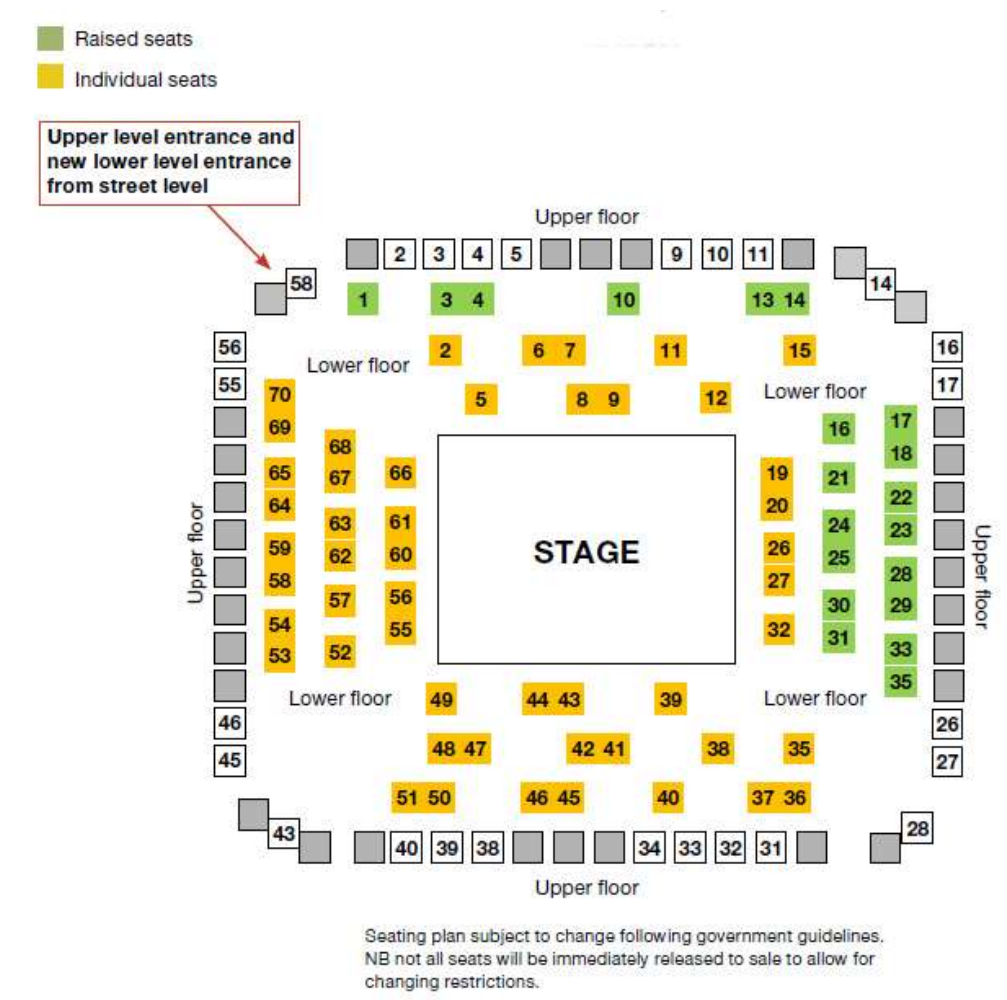 Raised seats
Individual seats
Upper level entrance and
new lower level entrance
from street level
Upper floor
2 3 4 5 9 10 11
58 14
1 3 4 10 13 14
56 2 6 7 11 15 16
Lower floor
55 17
70 5 8 9 12 Lower floor
69 16 17
68 18
65 67 66 19 21
64 20 22
63 61 24 23
59 62 60 STAGE 26 25
58 27 28
57 56 30 29
54 55 32 31
53 52 33
35
Upper floor
Upper floor
Lower floor 49 44 43 39 Lower floor
46 26
48 47 42 41 38 35
45 27
51 50 46 45 40 37 36
43 28
40 39 38 34 33 32 31
Upper floor
Seating plan subject to change following government guidelines.
NB not all seats will be immediately released to sale to allow for
changing restrictions.